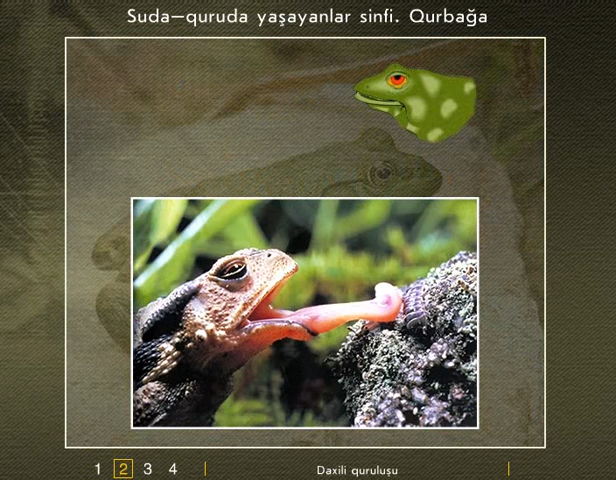 Suda–quruda yaşayanlar sinfi. Qurbağa
1 2 3 4 Daxili quruluşu